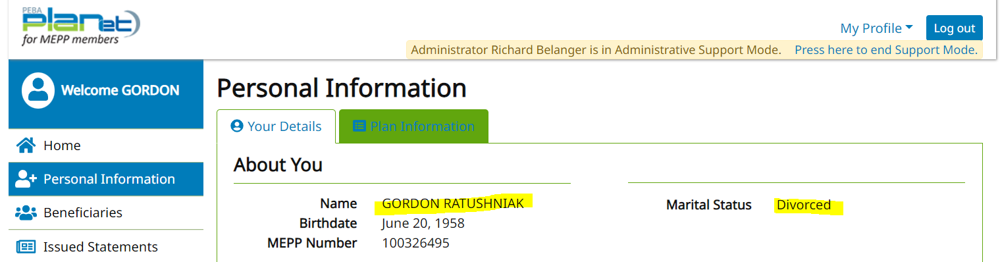 PEBA
planet
for MEPP members
My Profile
Log out
Administrator Richard Belanger is in Administrative Support Mode. Press here to end Support Mode.
Welcome GORDON
Home
Personal Information
Beneficiaries
Issued Statements
Personal Information
Your Details
Plan Information
About You
Name GORDON RATUSHNIAK
Birthdate June 20, 1958
MEPP Number 100326495
Marital Status Divorced